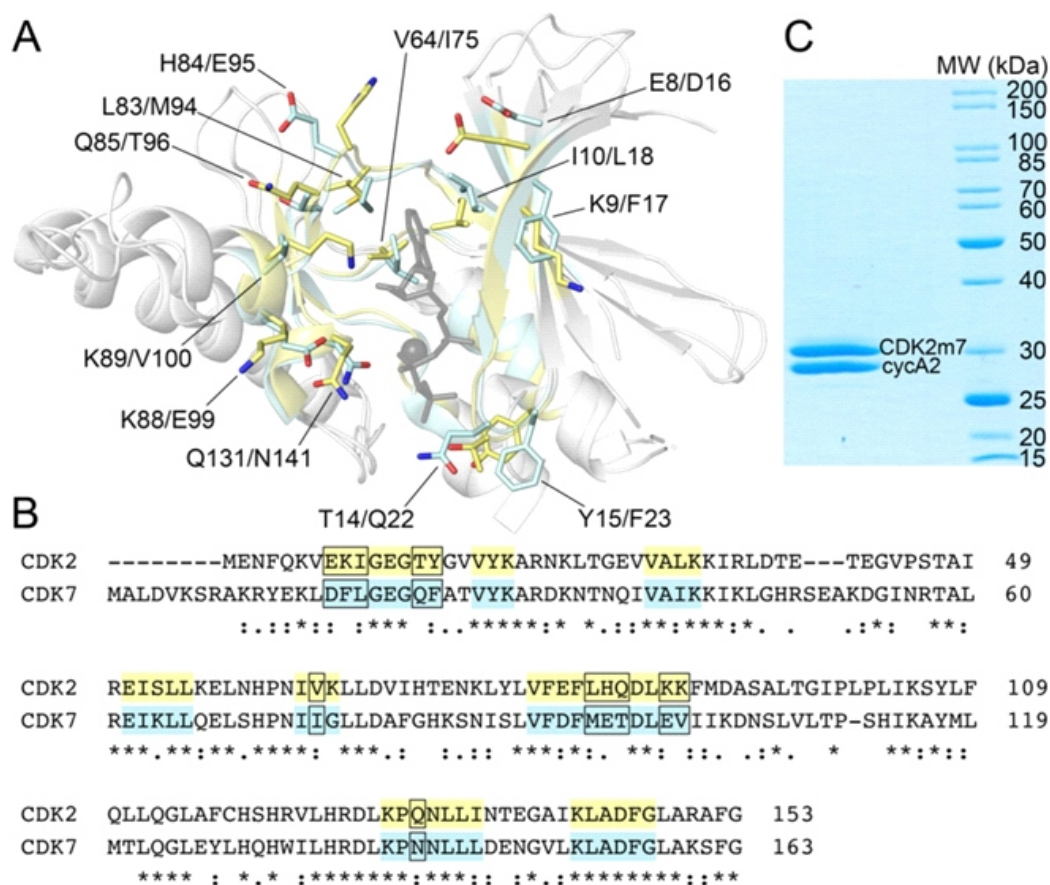 A
V64/I75
H84/E95
L83/M94
Q85/T96
E8/D16
I10/L18
K9/F17
K89/V100
K88/E99
Q131/N141
T14/Q22
Y15/F23
C
MW (kDa)
200
150
100
85
70
60
50
40
CDK2m7
30
cycA2
25
20
15
B
CDK2 --------MENFQKVEKIGEGTYGVVYKARNKLTGEVVALKKIRLDTE---TEGVPSTAI 49
CDK7 MALDVKSRAKRYEKLDFLGEGQFATVYKARDKNTNQIVAIKKIKLGHRSEAKDGINRTAL 60
:.::*:: :*** :..*****:* *.::**:***:*. . .:*: **:
CDK2 REISLLKELNHPNIVKLLDVIHTENKLYLVFEFLHQDLKKFMDASALTGIPLPLIKSYLF 109
CDK7 REIKLLQELSHPNIIGLLDAFGHKSNISLVFDFMETDLEVIIKDNSLVLTP-SHIKAYML 119
***.**:**.****: ***.: :.:: ***:*:. **: ::. .:*. * **:*::
CDK2 QLLQGLAFCHSHRVLHRDLKPQNLLINTEGAIKLADFGLARAFG 153
CDK7 MTLQGLEYLHQHWILHRDLKPNNLLLDENGVLKLADFGLAKSFG 163
**** : *.* :*******:***:: :*.:********::**